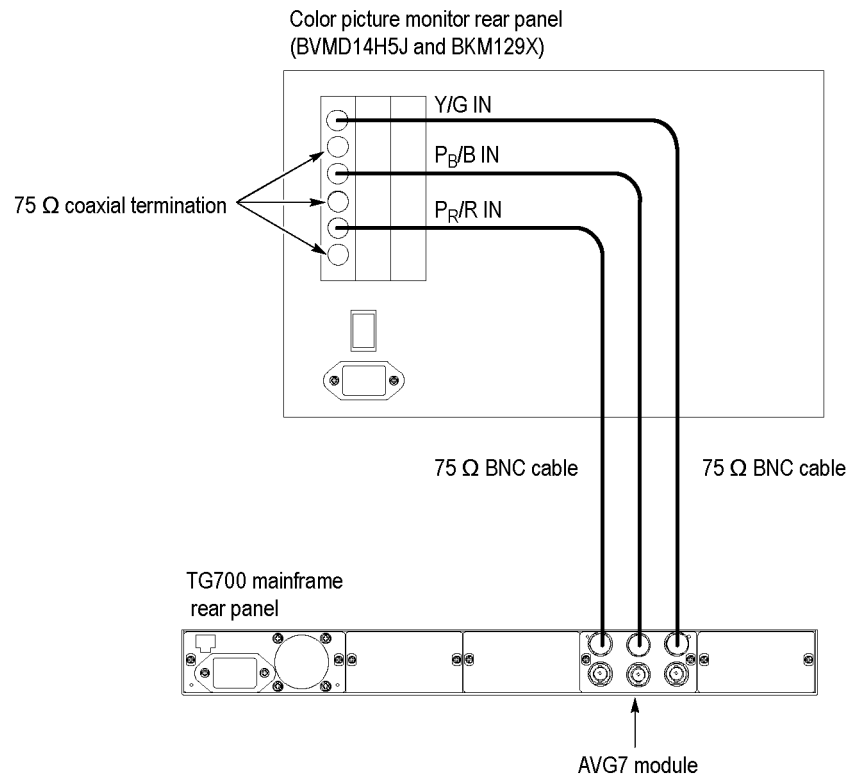 Color picture monitor rear panel
(BVMD14H5J and BKM129X)
Y/G IN
PB/B IN
75 Ω coaxial termination
PR/R IN
75 Ω BNC cable
75 Ω BNC cable
TG700 mainframe
rear panel
AVG7 module